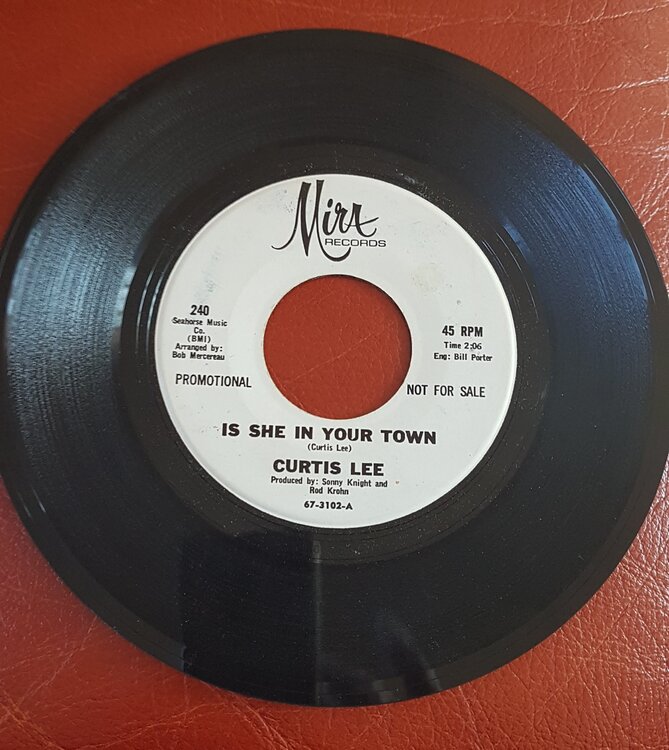 Mira
RECORDS
240
Seahorse Music
Co.
(BMI)
Arranged by:
Bob Mercereau
45 RPM
Time 2:06
Eng: Bill Porter
PROMOTIONAL
NOT FOR SALE
IS SHE IN YOUR TOWN
(Curtis Lee)
CURTIS LEE
Produced by: Sonny Knight and
Rod Krohn
67-3102-A